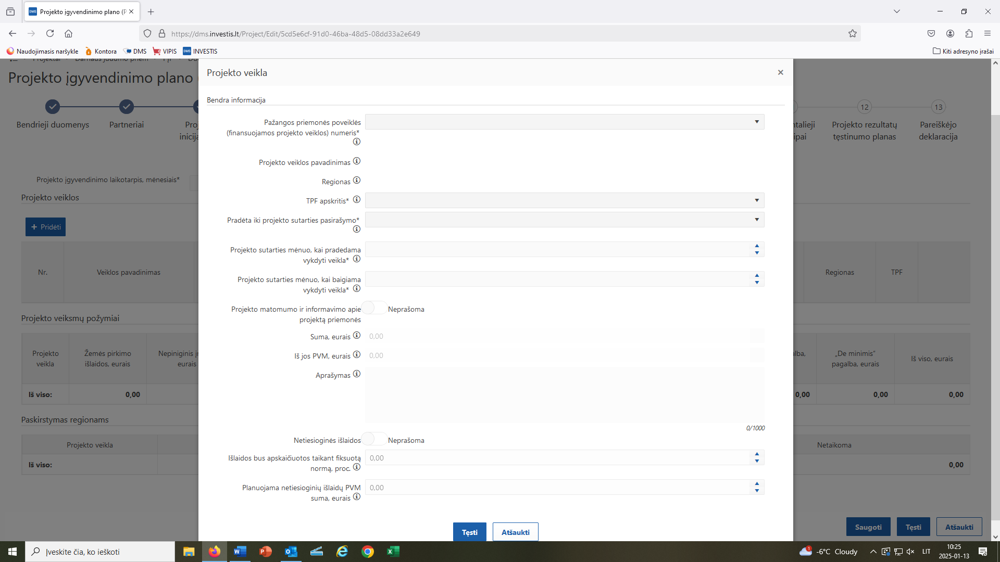 Projekto įgyvendinimo plano (P
https://dms.investis.lt/Project/Edit/5cd5e6cf-91d0-46ba-48d5-08dd33a2e649
Naudojimasis naršykle Kontora DMS VIPIS INVESTIS Kiti adresyno įrašai
Projektai Darnaus judumo priem PĮP
Projekto įgyvendinimo plano
Projekto veikla
Bendra informacija
Bendrieji duomenys
Partneriai
12
13
Projekto rezultatų
tęstinumo planas
Pareiškėjo
deklaracija
Pažangos priemonės poveiklės
(finansuojamos projekto veiklos) numeris*
Projekto veiklos pavadinimas
Regionas
TPF apskritis*
Pradėta iki projekto sutarties pasirašymo*
Projekto sutarties mėnuo, kai pradedama
vykdyti veikla*
Projekto sutarties mėnuo, kai baigiama
vykdyti veikla*
Projekto matomumo ir informavimo apie
projektą priemonės
Neprašoma
Suma, eurais 0,00
Iš jos PVM, eurais 0,00
Aprašymas
0/1000
Netiesioginės išlaidos Neprašoma
Išlaidos bus apskaičiuotos taikant fiksuotą
normą, proc.
0,00
Planuojama netiesioginių išlaidų PVM
suma, eurais
0,00
Tęsti Atšaukti
Projekto įgyvendinimo laikotarpis, mėnesiais*
Projekto veiklos
+ Pridėti
Nr. Veiklos pavadinimas Regionas TPF
Projekto veiksmų požymiai
Projekto
veikla
Žemės pirkimo
išlaidos, eurais
Nepiniginis į
eurais
lba,
„De minimis“
pagalba, eurais
Iš viso, eurais
Iš viso: 0,00 0,00 0,00 0,00
Paskirstymas regionams
Projekto veikla Netaikoma
Iš viso: 0,00
Saugoti Tęsti Atšaukti
Įveskite čia, ko ieškoti
1
-6°C Cloudy
LIT
10:25
2025-01-13